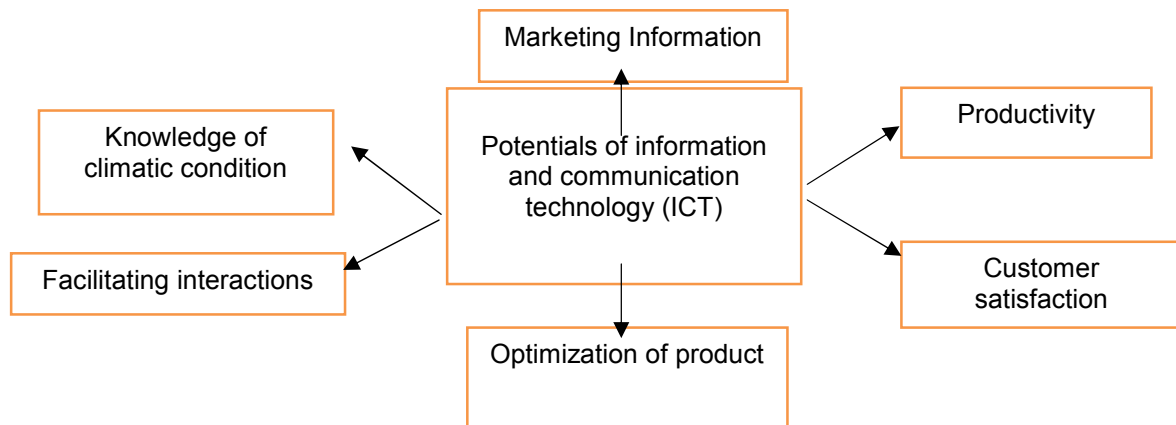 Marketing Information
Knowledge of
climatic condition
Potentials of information
and communication
technology (ICT)
Productivity
Facilitating interactions
Customer
satisfaction
Optimization of product